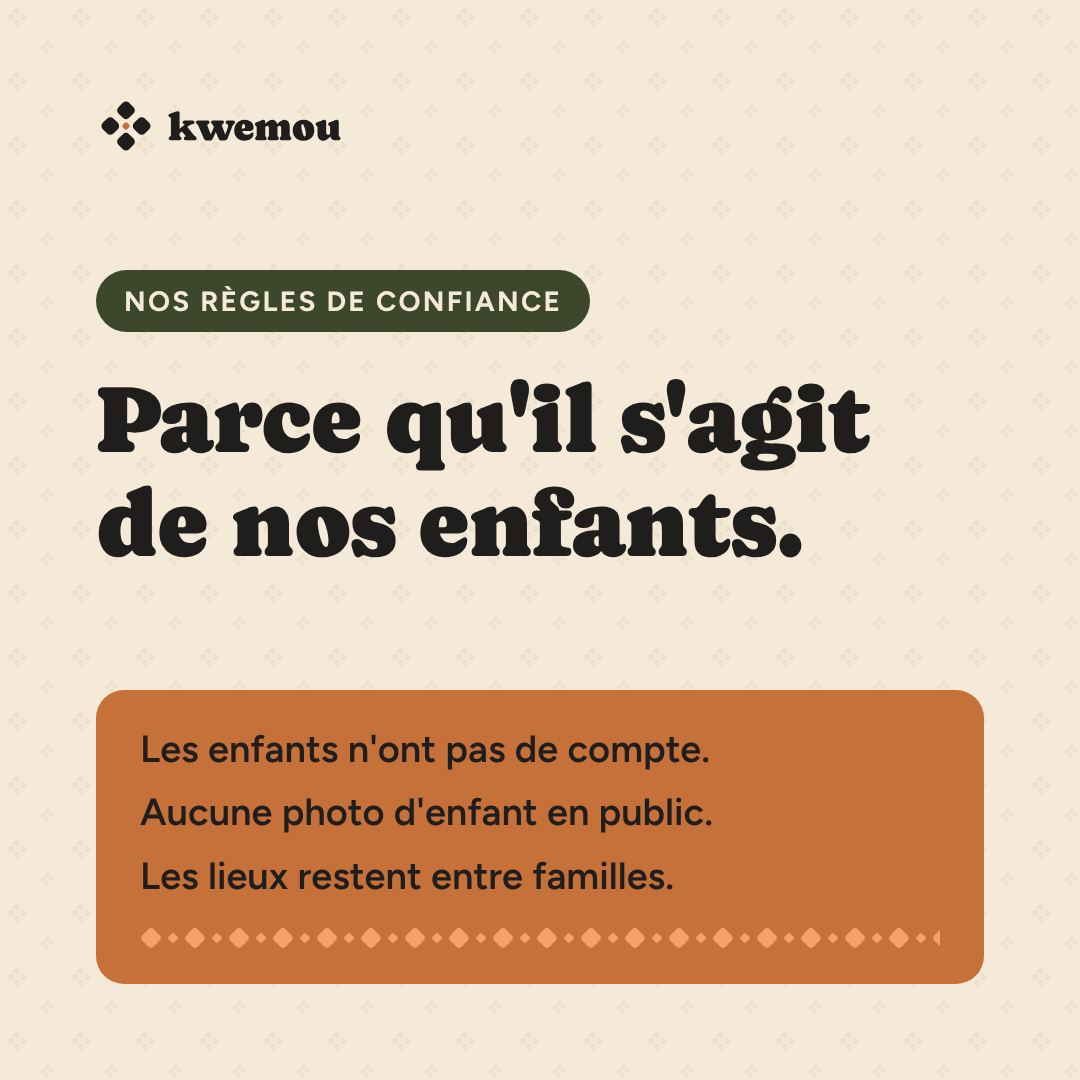 kwemou
NOS RÈGLES DE CONFIANCE
Parce qu'il s'agit
de nos enfants.
Les enfants n'ont pas de compte.
Aucune photo d'enfant en public.
Les lieux restent entre familles.